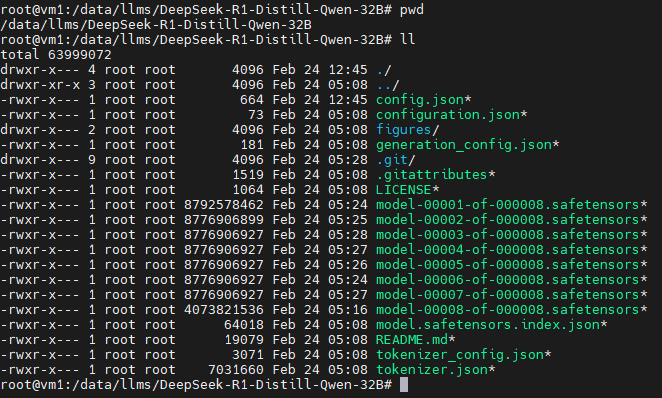 root@vm1:/data/llms/DeepSeek-R1-Distill-Qwen-32B# pwd
/data/llms/DeepSeek-R1-Distill-Qwen-32B
root@vm1:/data/llms/DeepSeek-R1-Distill-Qwen-32B# ll
total 63999072
drwxr-x--- 4 root root       4096 Feb 24 12:45 ./
drwxr-xr-x 3 root root       4096 Feb 24 05:08 ../
-rwxr-x--- 1 root root        664 Feb 24 12:45 config.json*
-rwxr-x--- 1 root root         73 Feb 24 05:08 configuration.json*
drwxr-x--- 2 root root       4096 Feb 24 05:08 figures/
-rwxr-x--- 1 root root        181 Feb 24 05:08 generation_config.json*
drwxr-x--- 9 root root       4096 Feb 24 05:28 .git/
-rwxr-x--- 1 root root       1519 Feb 24 05:08 .gitattributes*
-rwxr-x--- 1 root root       1064 Feb 24 05:08 LICENSE*
-rwxr-x--- 1 root root 8792578462 Feb 24 05:24 model-00001-of-000008.safetensors*
-rwxr-x--- 1 root root 8776906899 Feb 24 05:25 model-00002-of-000008.safetensors*
-rwxr-x--- 1 root root 8776906927 Feb 24 05:28 model-00003-of-000008.safetensors*
-rwxr-x--- 1 root root 8776906927 Feb 24 05:27 model-00004-of-000008.safetensors*
-rwxr-x--- 1 root root 8776906927 Feb 24 05:26 model-00005-of-000008.safetensors*
-rwxr-x--- 1 root root 8776906927 Feb 24 05:24 model-00006-of-000008.safetensors*
-rwxr-x--- 1 root root 8776906927 Feb 24 05:27 model-00007-of-000008.safetensors*
-rwxr-x--- 1 root root 4073821536 Feb 24 05:16 model-00008-of-000008.safetensors*
-rwxr-x--- 1 root root      64018 Feb 24 05:08 model.safetensors.index.json*
-rwxr-x--- 1 root root      19079 Feb 24 05:08 README.md*
-rwxr-x--- 1 root root       3071 Feb 24 05:08 tokenizer_config.json*
-rwxr-x--- 1 root root    7031660 Feb 24 05:08 tokenizer.json*
root@vm1:/data/llms/DeepSeek-R1-Distill-Qwen-32B#